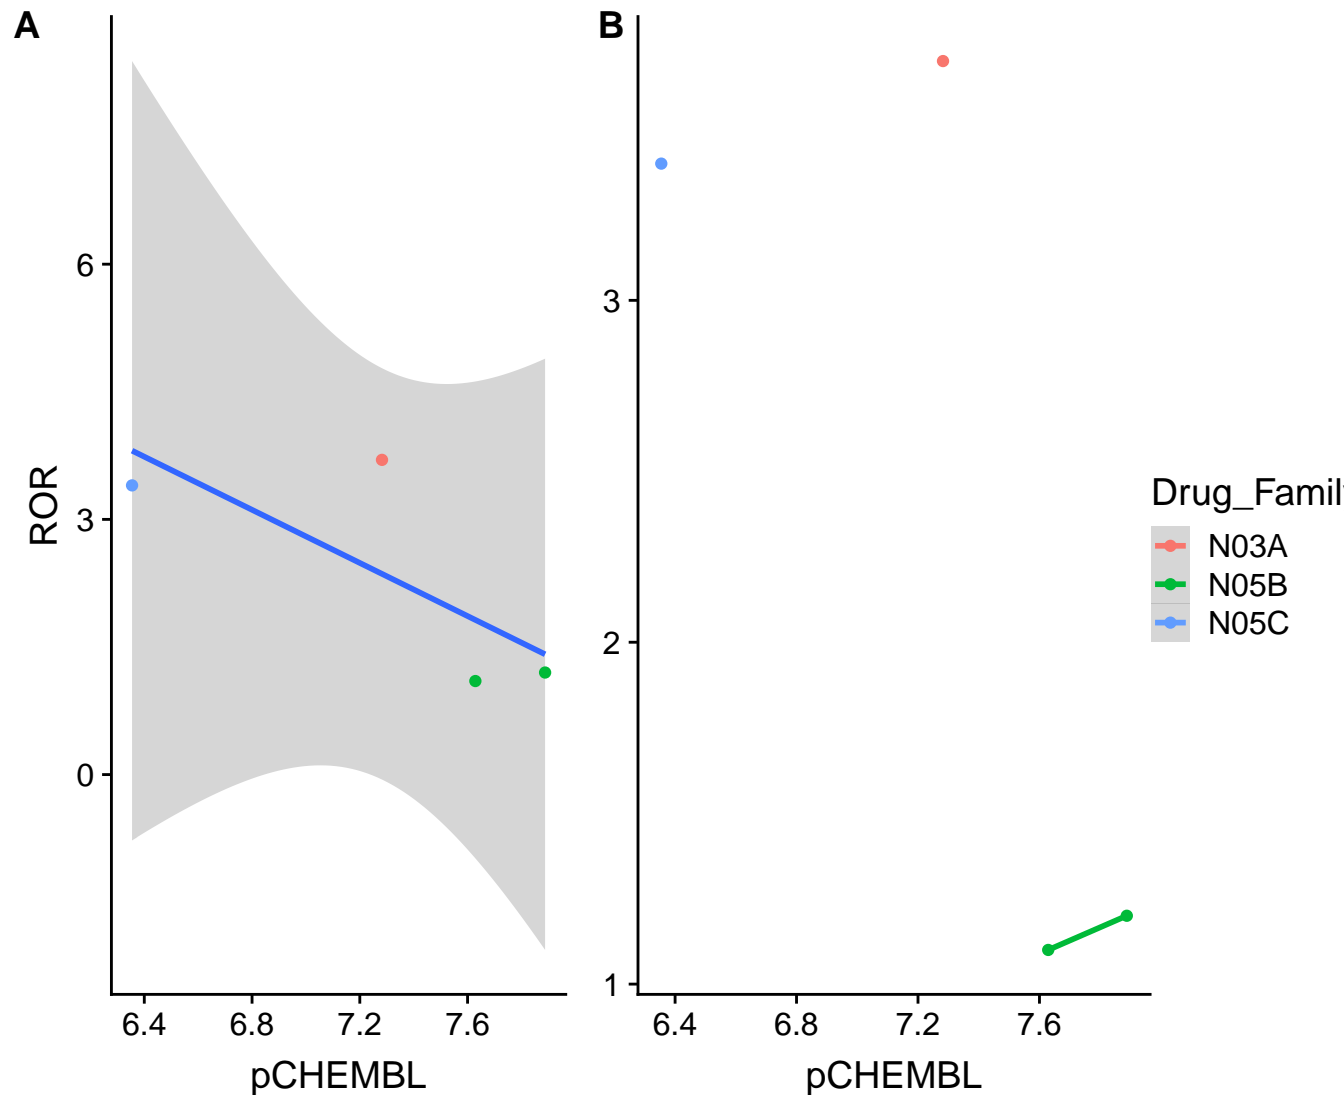 A
B
6
3
0
ROR
6.4 6.8 7.2 7.6
pCHEMBL
3
2
1
6.4 6.8 7.2 7.6
pCHEMBL
Drug_Famil
N03A
N05B
N05C